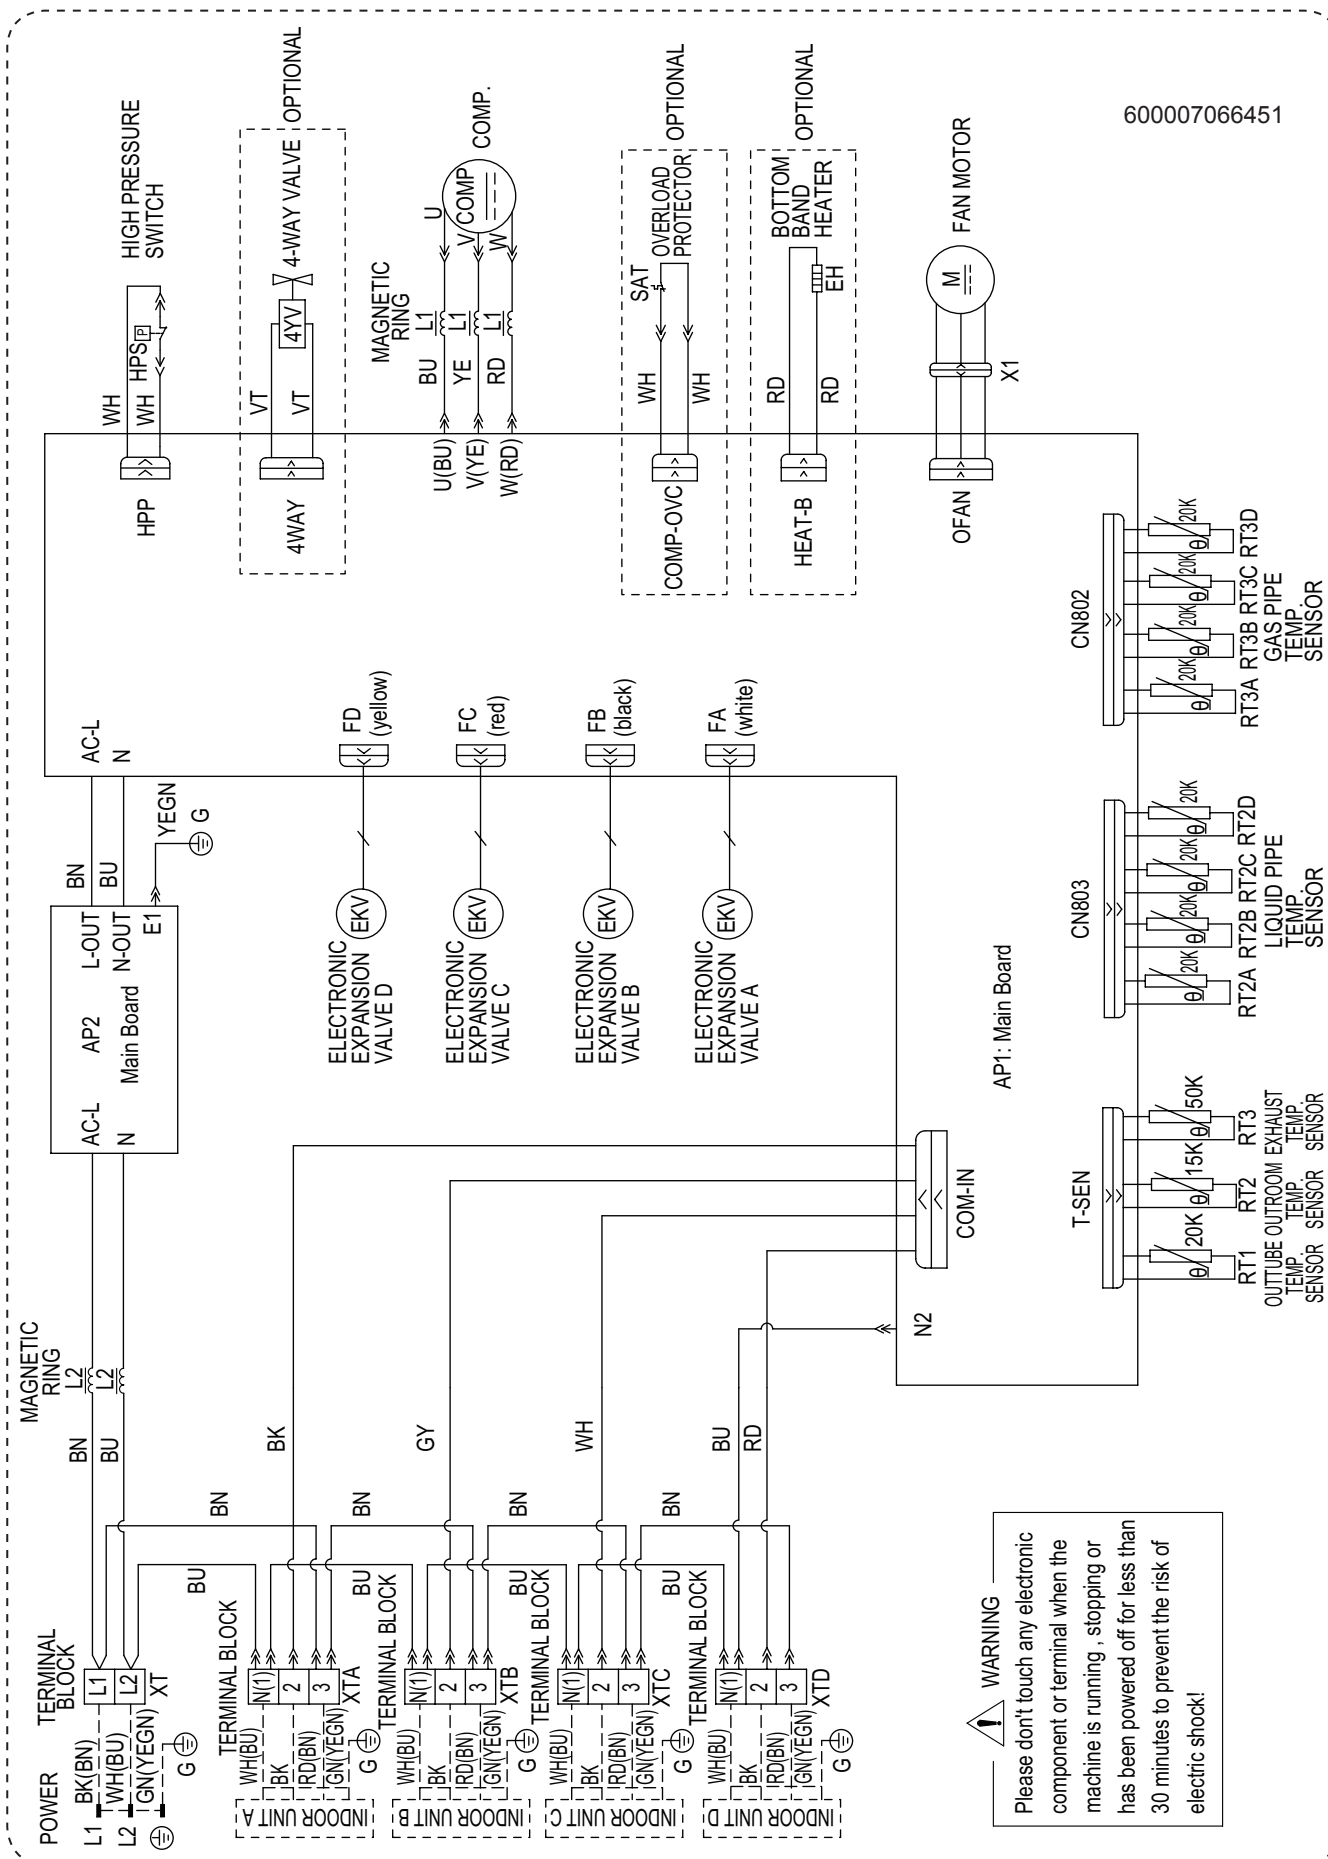 600007066451
POWER
L1
L2
BK(BN)
WH(BU)
GN(YEGN)
G
TERMINAL
BLOCK
L1
L2
XT
MAGNETIC
RING
L2
L2
BN
BU
AC-L
N
AP2
Main Board
L-OUT
N-OUT
E1
BN
BU
YEGN
G
AC-L
N
BN
BU
TERMINAL BLOCK
N(1)
2
3
XTA
WH(BU)
BK
RD(BN)
GN(YEGN)
G
INDOOR UNIT A
BK
BN
BU
TERMINAL BLOCK
N(1)
2
3
XTB
WH(BU)
BK
RD(BN)
GN(YEGN)
G
INDOOR UNIT B
GY
BN
BU
TERMINAL BLOCK
N(1)
2
3
XTC
WH(BU)
BK
RD(BN)
GN(YEGN)
G
INDOOR UNIT C
WH
BN
BU
TERMINAL BLOCK
N(1)
2
3
XTD
WH(BU)
BK
RD(BN)
GN(YEGN)
G
INDOOR UNIT D
BU
RD
N2
COM-IN
ELECTRONIC
EXPANSION
VALVE D
EKV
FD
(yellow)
ELECTRONIC
EXPANSION
VALVE C
EKV
FC
(red)
ELECTRONIC
EXPANSION
VALVE B
EKV
FB
(black)
ELECTRONIC
EXPANSION
VALVE A
EKV
FA
(white)
AP1: Main Board
HPP
WH
WH
HPS
P
HIGH PRESSURE
SWITCH
4WAY
VT
VT
4YV
4-WAY VALVE
OPTIONAL
U(BU)
V(YE)
W(RD)
BU
YE
RD
L1
L1
L1
MAGNETIC
RING
U
V
W
COMP
COMP.
COMP-OVC
WH
WH
SAT
OVERLOAD
PROTECTOR
OPTIONAL
HEAT-B
RD
RD
EH
BOTTOM
BAND
HEATER
OPTIONAL
OFAN
X1
M
FAN MOTOR
T-SEN
θ 20K
θ 15K
θ 50K
RT1
RT2
RT3
OUTTUBE
TEMP.
SENSOR
OUTROOM
TEMP.
SENSOR
EXHAUST
TEMP.
SENSOR
CN803
θ 20K
θ 20K
θ 20K
θ 20K
RT2A RT2B RT2C RT2D
LIQUID PIPE
TEMP.
SENSOR
CN802
θ 20K
θ 20K
θ 20K
θ 20K
RT3A RT3B RT3C RT3D
GAS PIPE
TEMP.
SENSOR
WARNING
Please don't touch any electronic
component or terminal when the
machine is running , stopping or
has been powered off for less than
30 minutes to prevent the risk of
electric shock!